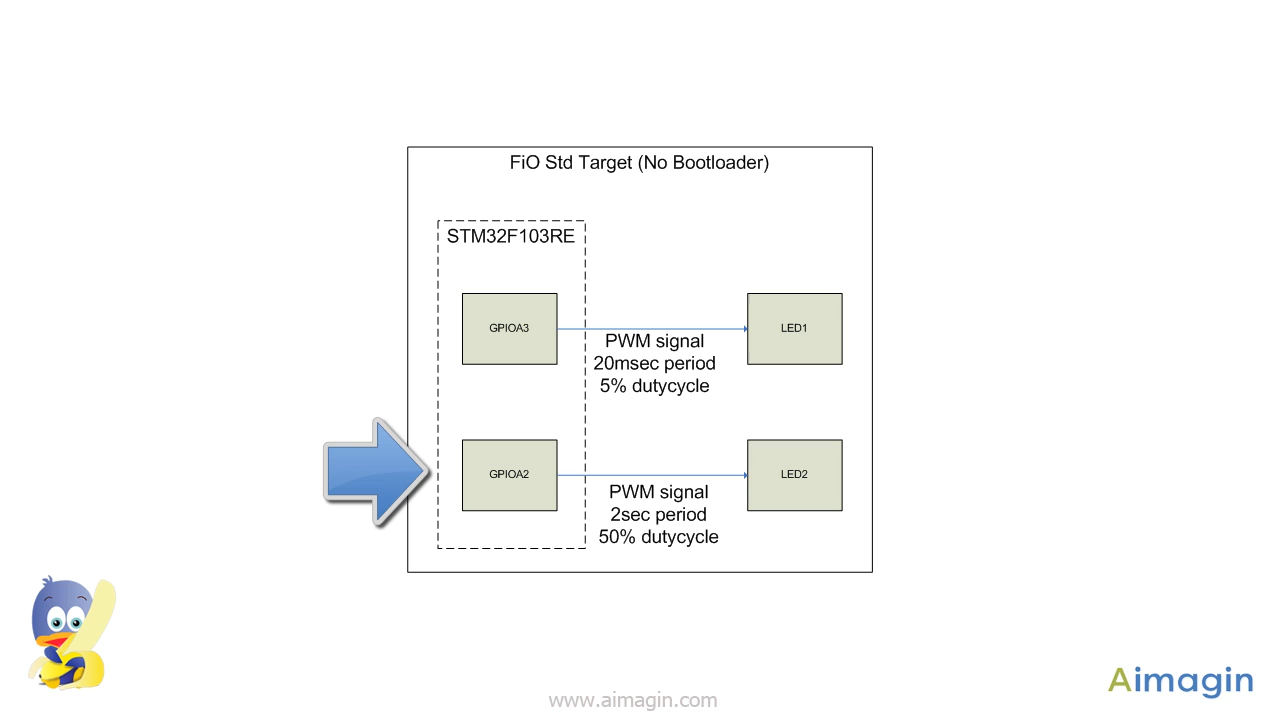 FiO Std Target (No Bootloader)
STM32F103RE
GPIOA3
PWM signal
20msec period
5% dutycycle
LED1
GPIOA2
PWM signal
2sec period
50% dutycycle
LED2
www.aimagin.com
Aimagin